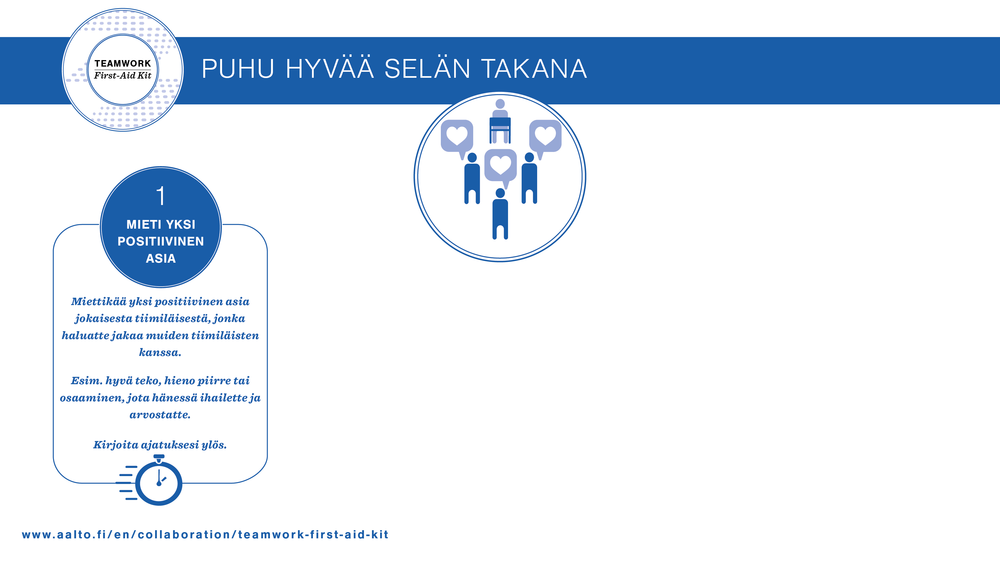 TEAMWORK
First-Aid Kit
PUHU HYVÄÄ SELÄN TAKANA
1
MIETI YKSI
POSITIIVINEN
ASIA
Miettikää yksi positiivinen asia
jokaisesta tiimiläisestä, jonka
haluatte jakaa muiden tiimiläisten
kanssa.
Esim. hyvä teko, hieno piirre tai
osaaminen, jota hänessä ihailette ja
arvostatte.
Kirjoita ajatuksesi ylös.
www.aalto.fi/en/collaboration/teamwork-first-aid-kit